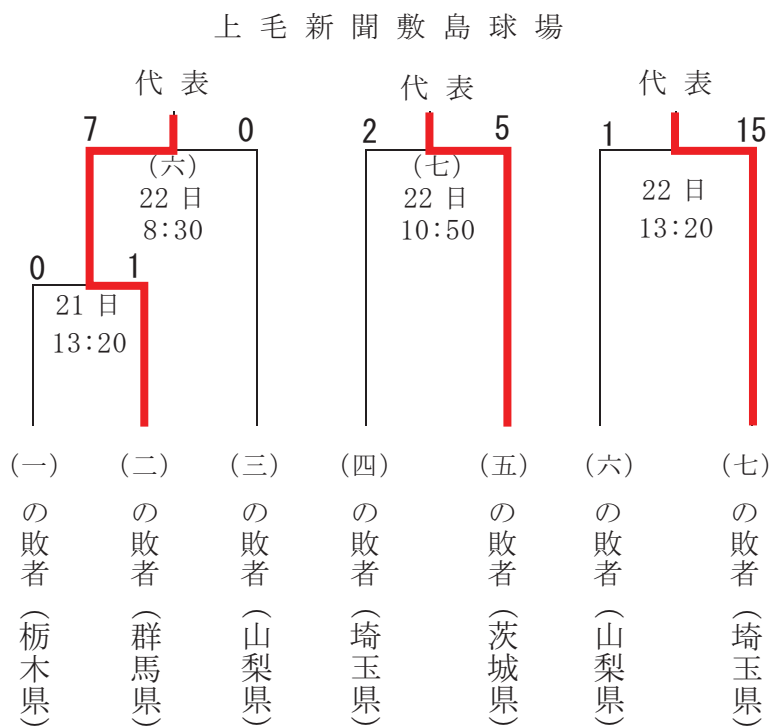 上毛新聞敷島球場
代表
代表
代表
7
0
2
5
1
15
(六)
22日
8:30
(七)
22日
10:50
22日
13:20
0
1
21日
13:20
(一)の敗者(栃木県)
(二)の敗者(群馬県)
(三)の敗者(山梨県)
(四)の敗者(埼玉県)
(五)の敗者(茨城県)
(六)の敗者(山梨県)
(七)の敗者(埼玉県)